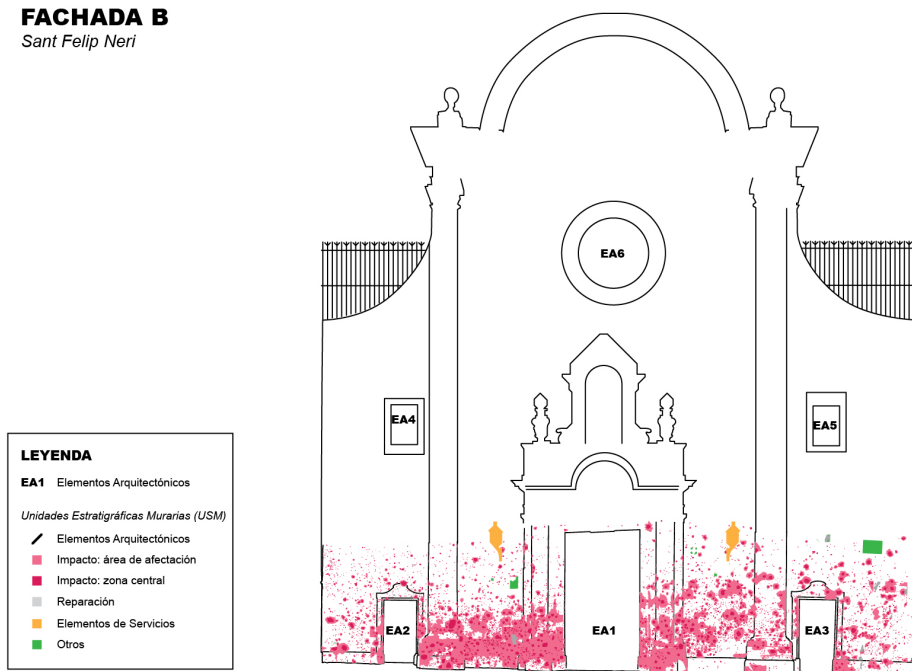 FACHADA B
Sant Felip Neri
EA6
EA4
EA5
EA2
EA1
EA3
LEYENDA
EA1 Elementos Arquitectónicos
Unidades Estratigráficas Murarias (USM)
Elementos Arquitectónicos
Impacto: área de afectación
Impacto: zona central
Reparación
Elementos de Servicios
Otros